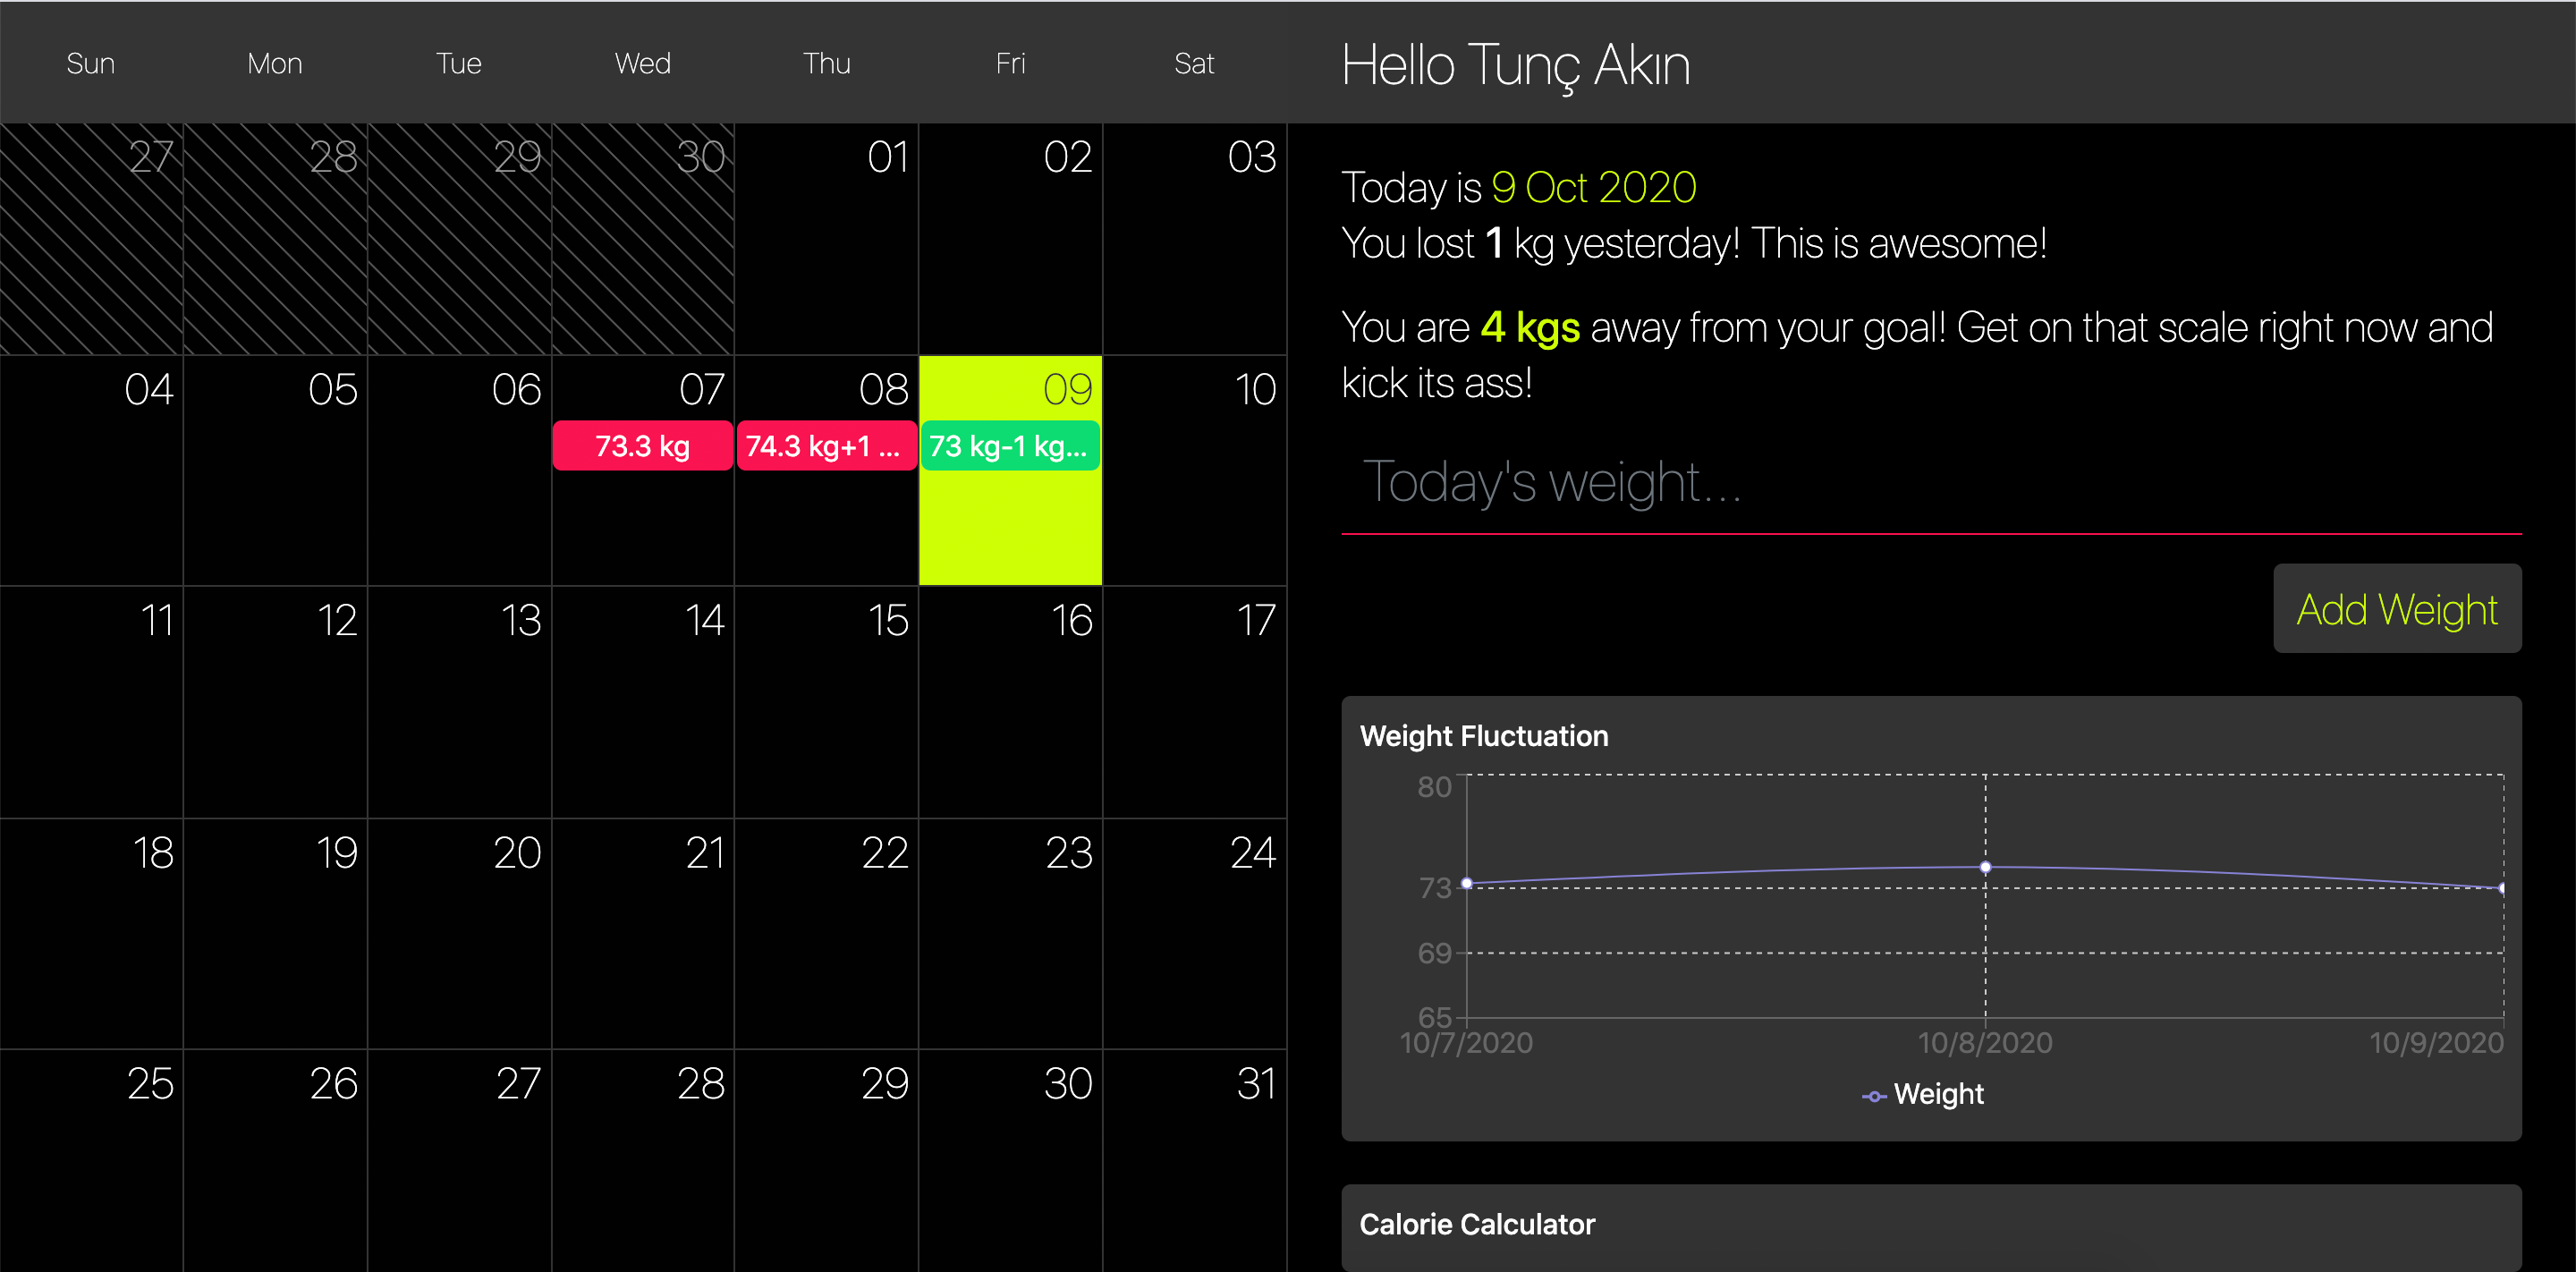 Sun Mon Tue Wed Thu Fri Sat
27 28 29 30 01 02 03
04 05 06 07 08 09 10
73.3 kg 74.3 kg+1 ... 73 kg-1 kg...
11 12 13 14 15 16 17
18 19 20 21 22 23 24
25 26 27 28 29 30 31
Hello Tunç Akın
Today is 9 Oct 2020
You lost 1 kg yesterday! This is awesome!
You are 4 kgs away from your goal! Get on that scale right now and
kick its ass!
Today's weight...
Add Weight
Weight Fluctuation
80
73
69
65
10/7/2020 10/8/2020 10/9/2020
Weight
Calorie Calculator